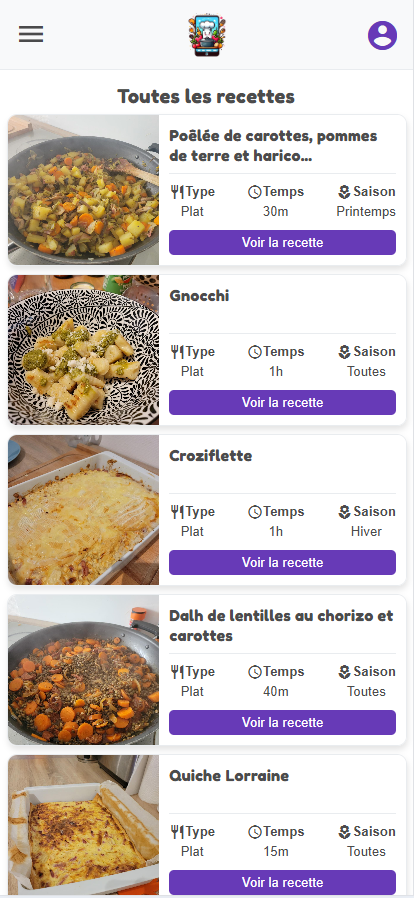 Toutes les recettes
Poêlée de carottes, pommes
de terre et harico...
Type Temps Saison
Plat 30m Printemps
Voir la recette
Gnocchi
Type Temps Saison
Plat 1h Toutes
Voir la recette
Croziflette
Type Temps Saison
Plat 1h Hiver
Voir la recette
Dalh de lentilles au chorizo et
carottes
Type Temps Saison
Plat 40m Toutes
Voir la recette
Quiche Lorraine
Type Temps Saison
Plat 15m Toutes
Voir la recette